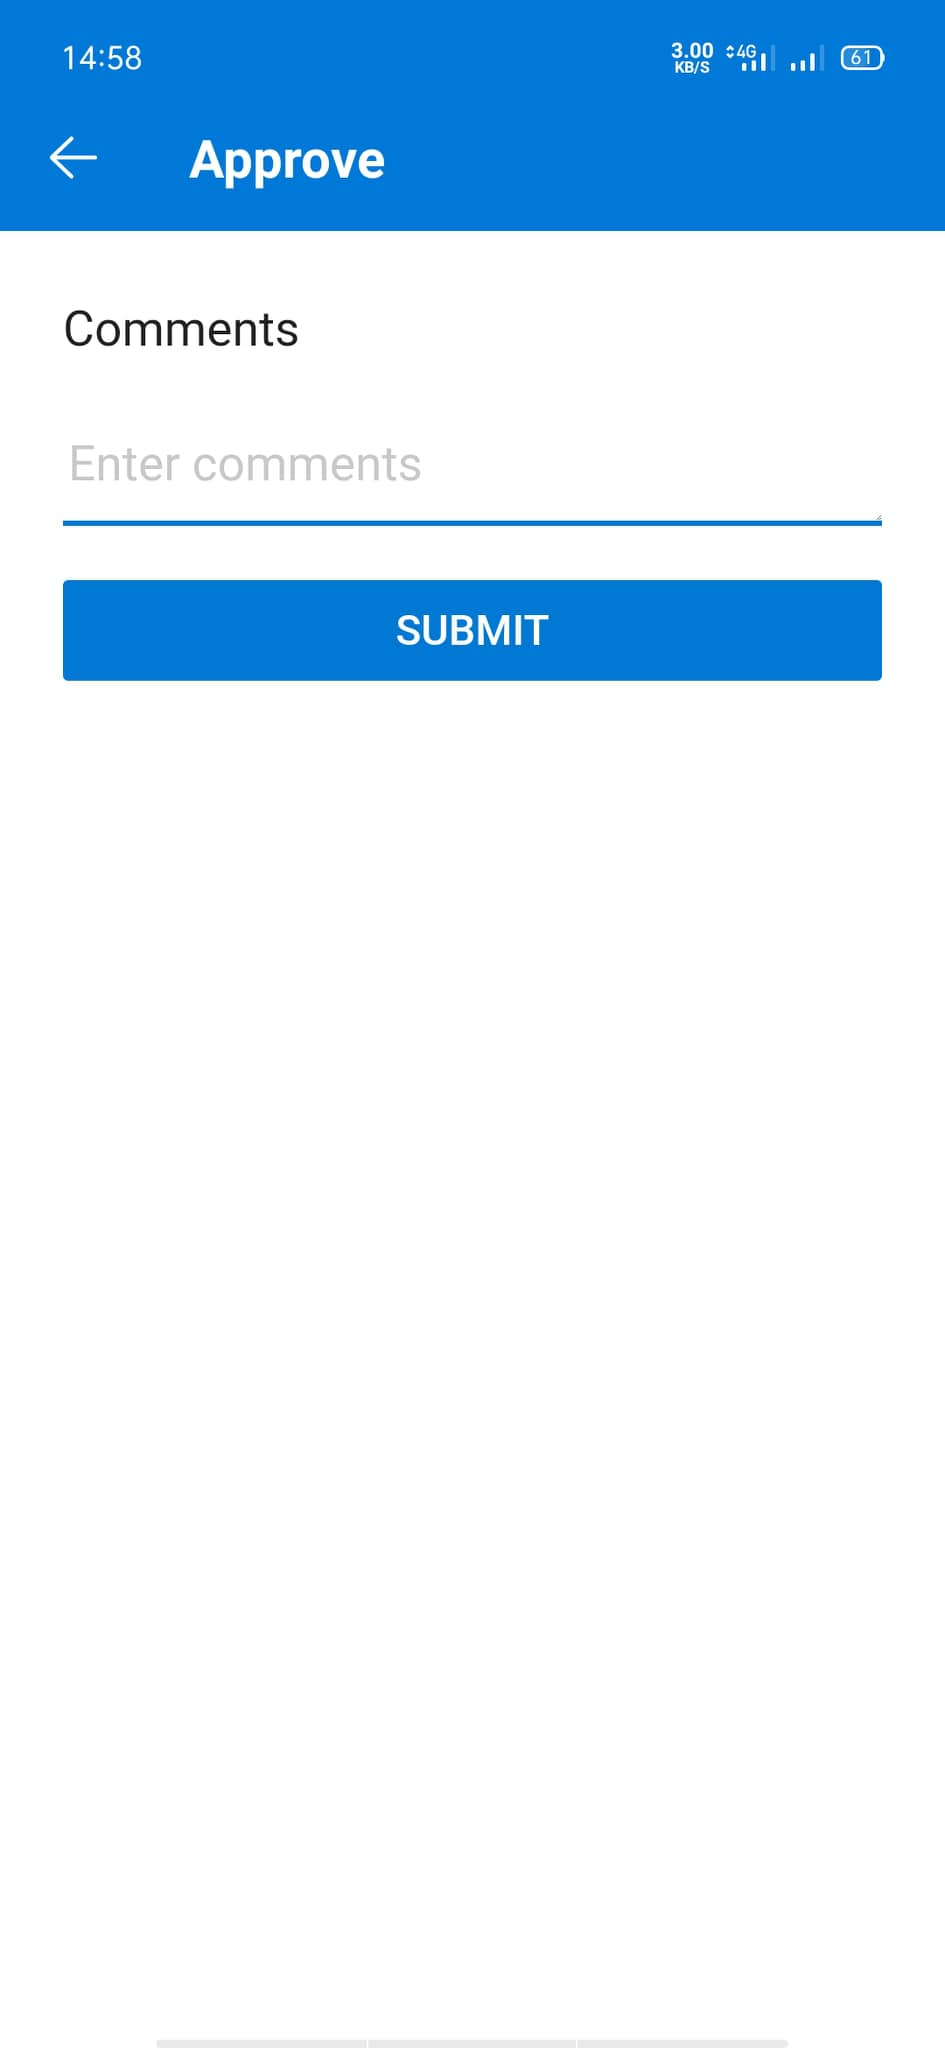 14:58
3.00
KB/S
4G
61
Approve
Comments
Enter comments
SUBMIT